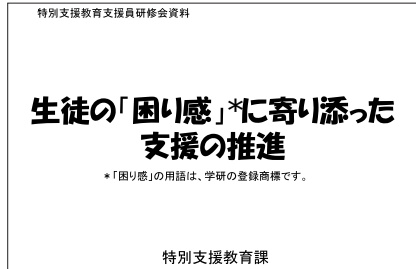 特別支援教育支援員研修会資料
生徒の「困り感」*に寄り添った
支援の推進
*「困り感」の用語は、学研の登録商標です。
特別支援教育課